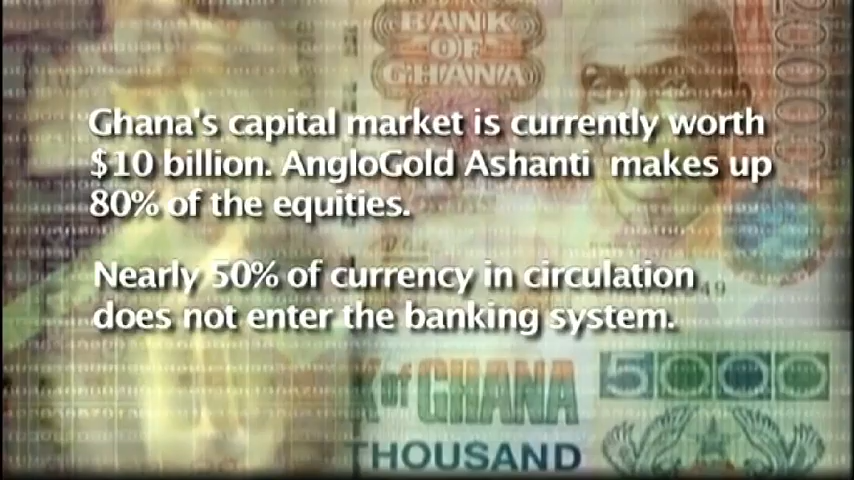 BANK
OF
GHANA
Ghana's capital market is currently worth
$10 billion. AngloGold Ashanti makes up
80% of the equities.
Nearly 50% of currency in circulation
does not enter the banking system.
of GHANA
5000
THOUSAND